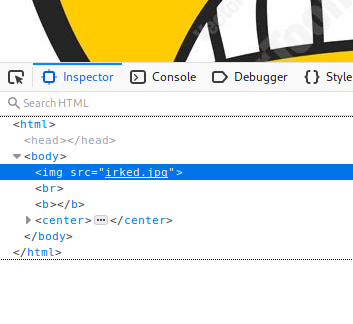 Inspector Console Debugger Style
Search HTML
<html>
<head></head>
<body>
<img src="irked.jpg">
<br>
<b></b>
<center> ••• </center>
</body>
</html>